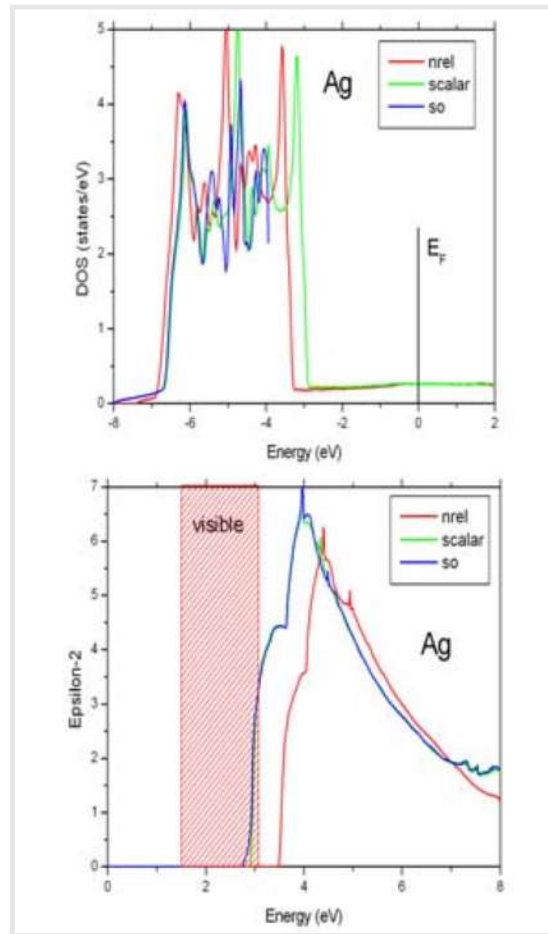 5
4
3
2
1
0
DOS (states/eV)
Ag
nrel
scalar
so
E_F
-8
-6
-4
-2
0
2
Energy (eV)
7
6
5
4
3
2
1
0
Epsilon-2
visible
nrel
scalar
so
Ag
0
2
4
6
8
Energy (eV)